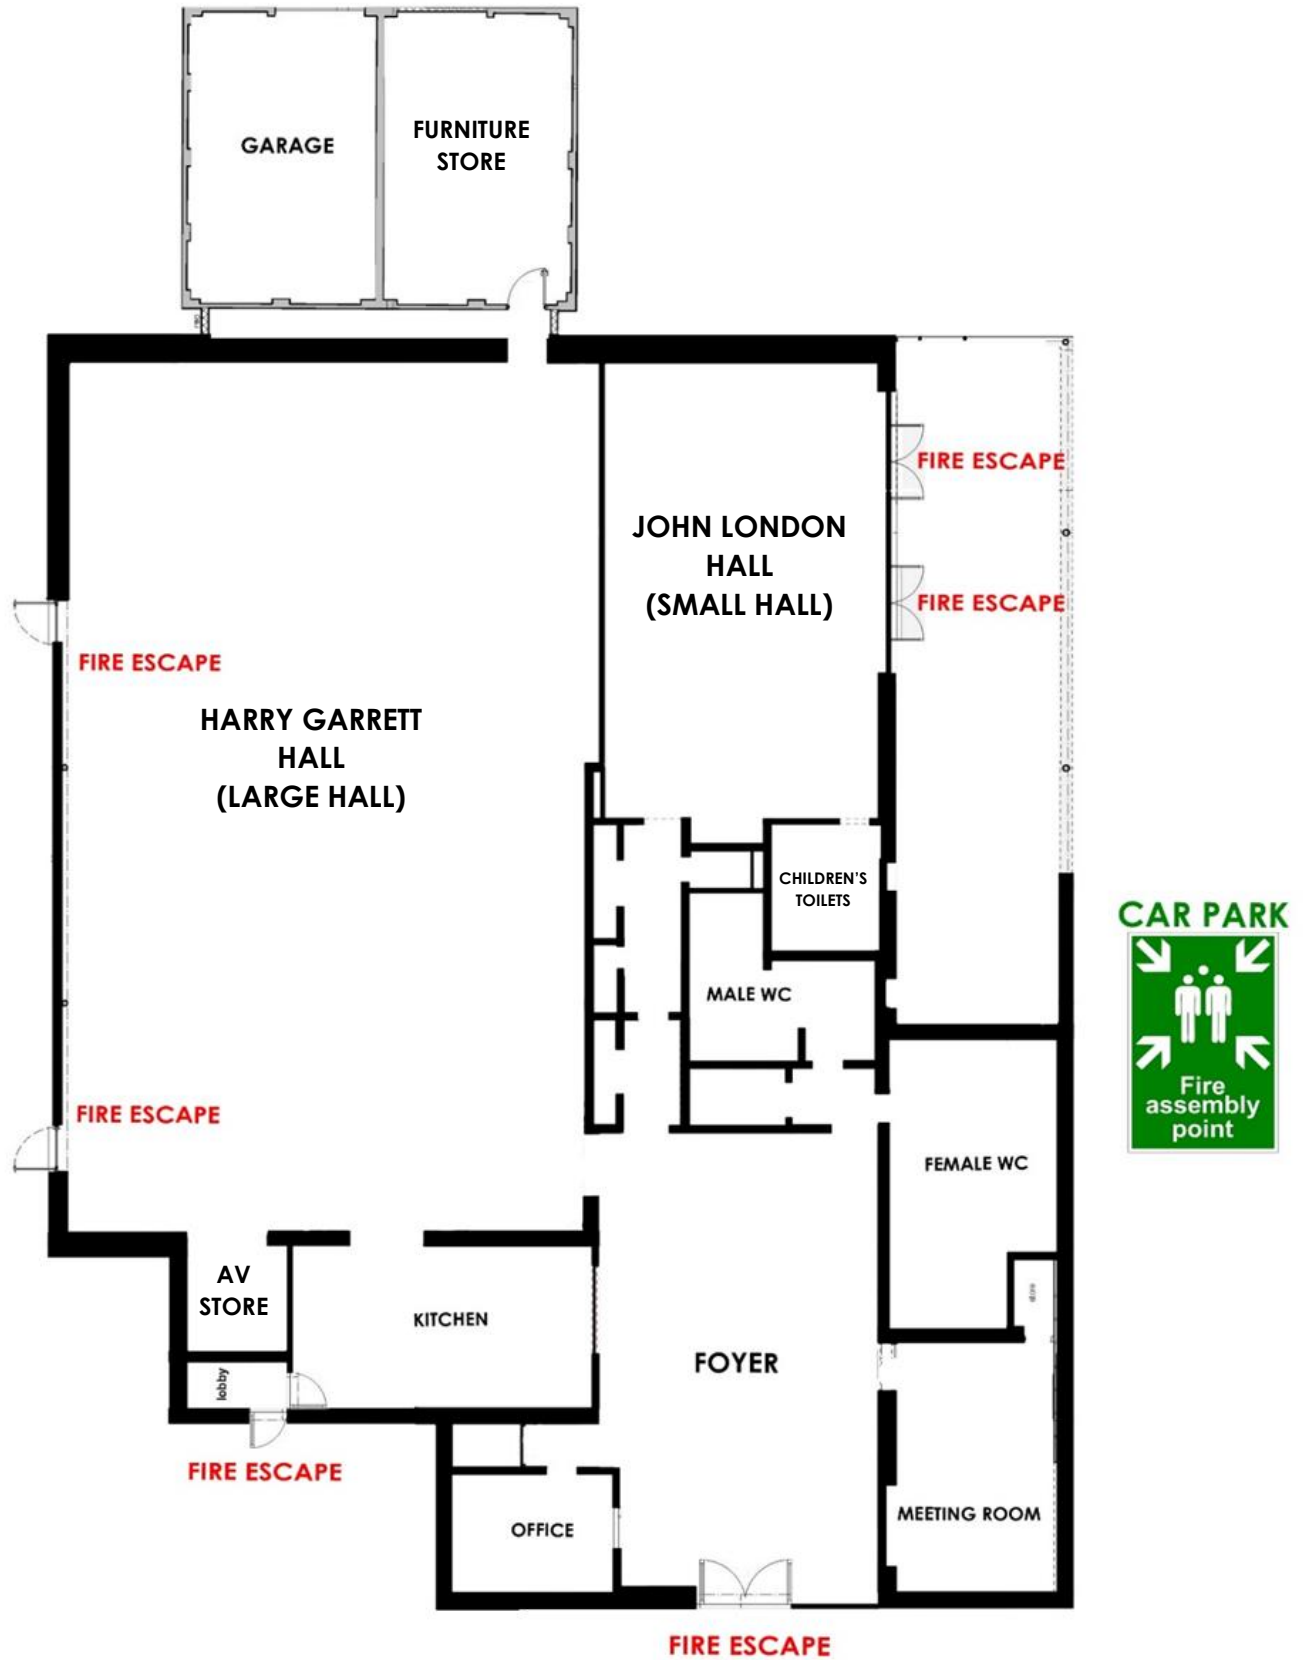 GARAGE
FURNITURE
STORE
FIRE ESCAPE
JOHN LONDON
HALL
(SMALL HALL)
FIRE ESCAPE
FIRE ESCAPE
HARRY GARRETT
HALL
(LARGE HALL)
CHILDREN'S
TOILETS
CAR PARK
MALE WC
Fire
assembly
point
FIRE ESCAPE
FEMALE WC
AV
STORE
store
KITCHEN
FOYER
lobby
FIRE ESCAPE
MEETING ROOM
OFFICE
FIRE ESCAPE